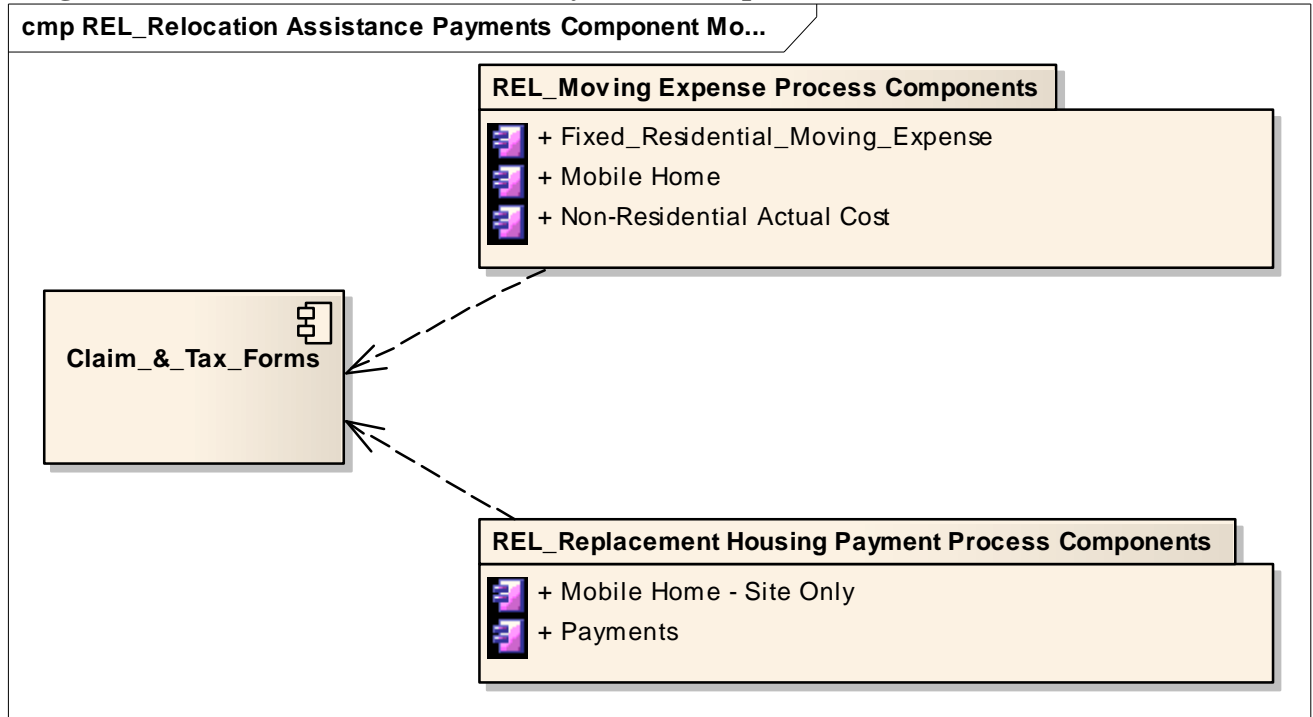 cmp REL_Relocation Assistance Payments Component Mo...
REL_Moving Expense Process Components
+ Fixed_Residential_Moving_Expense
+ Mobile Home
+ Non-Residential Actual Cost
Claim_&_Tax_Forms
REL_Replacement Housing Payment Process Components
+ Mobile Home - Site Only
+ Payments